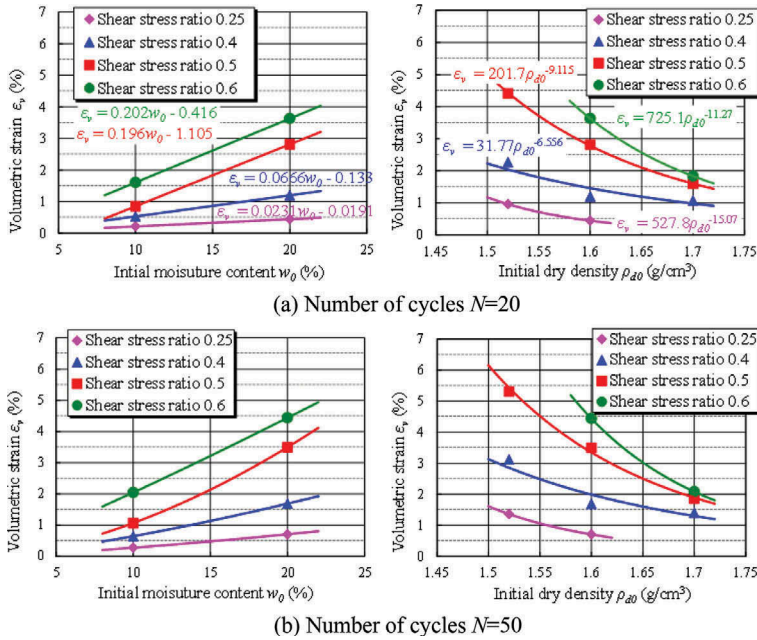 Shear stress ratio 0.25
Shear stress ratio 0.4
Shear stress ratio 0.5
Shear stress ratio 0.6
εv = 0.202w0 - 0.416
εv = 0.196w0 - 1.105
εv = 0.0666w0 - 0.133
εv = 0.0231w0 - 0.0191
Volumetric strain εv (%)
7
6
5
4
3
2
1
0
5 10 15 20 25
Intial moisuture content w0 (%)
Shear stress ratio 0.25
Shear stress ratio 0.4
Shear stress ratio 0.5
Shear stress ratio 0.6
εv = 201.7ρd0^-9.115
εv = 725.1ρd0^-11.27
εv = 31.77ρd0^-6.556
εv = 527.8ρd0^-15.07
Volumetric strain εv (%)
7
6
5
4
3
2
1
0
1.45 1.5 1.55 1.6 1.65 1.7 1.75
Initial dry density ρd0 (g/cm³)
(a) Number of cycles N=20
Shear stress ratio 0.25
Shear stress ratio 0.4
Shear stress ratio 0.5
Shear stress ratio 0.6
Volumetric strain εv (%)
7
6
5
4
3
2
1
0
5 10 15 20 25
Initial moisture content w0 (%)
Shear stress ratio 0.25
Shear stress ratio 0.4
Shear stress ratio 0.5
Shear stress ratio 0.6
Volumetric strain εv (%)
7
6
5
4
3
2
1
0
1.45 1.5 1.55 1.6 1.65 1.7 1.75
Initial dry density ρd0 (g/cm³)
(b) Number of cycles N=50